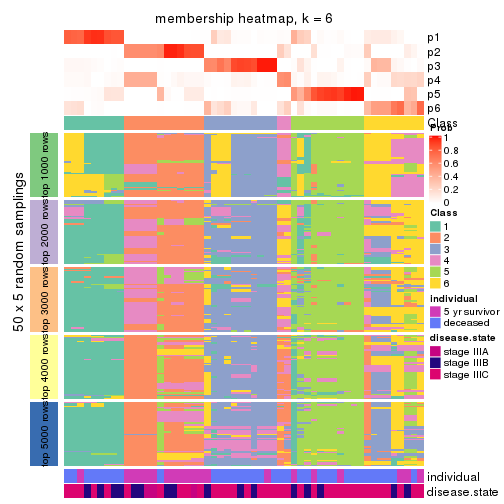 membership heatmap, k = 6
p1
p2
p3
p4
p5
p6
Class
50 x 5 random samplings
top 1000 rows
top 2000 rows
top 3000 rows
top 4000 rows
top 5000 rows
individual
disease.state
Prob
1
0.8
0.6
0.4
0.2
0
Class
1
2
3
4
5
6
individual
5 yr survivor
deceased
disease.state
stage IIIA
stage IIIB
stage IIIC